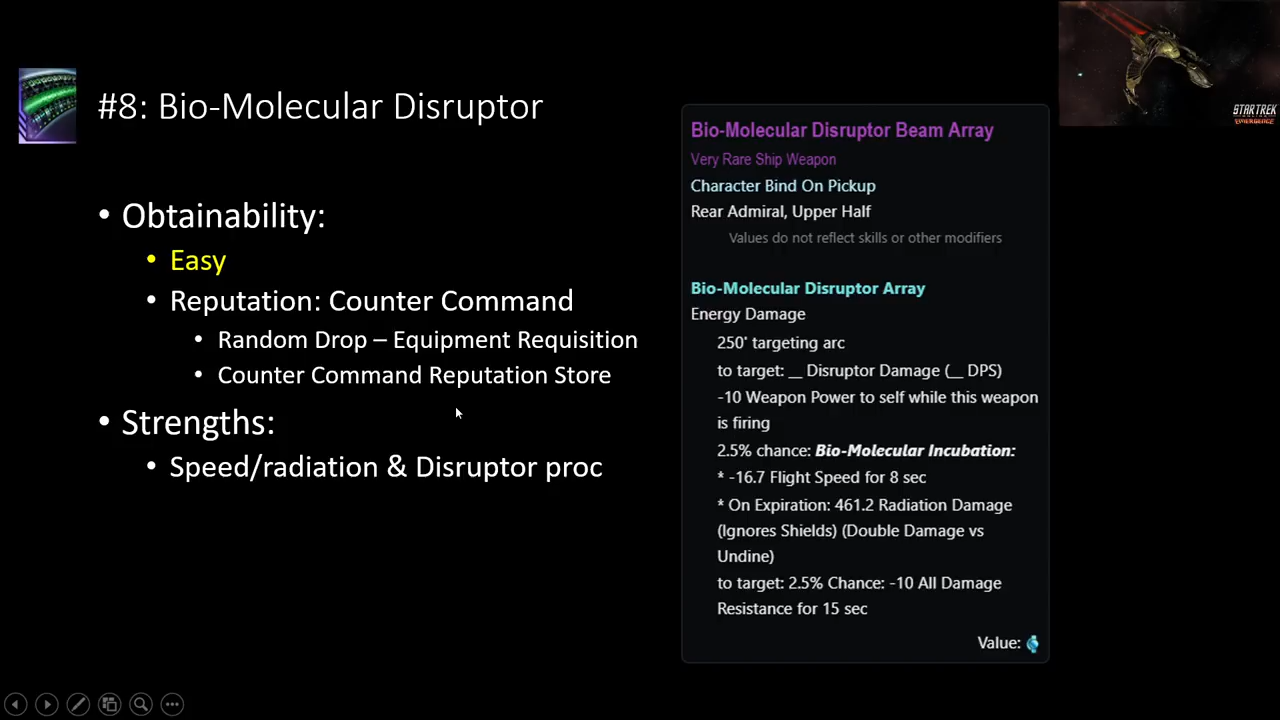 #8: Bio-Molecular Disruptor
• Obtainability:
• Easy
• Reputation: Counter Command
• Random Drop – Equipment Requisition
• Counter Command Reputation Store
• Strengths:
• Speed/radiation & Disruptor proc
Bio-Molecular Disruptor Beam Array
Very Rare Ship Weapon
Character Bind On Pickup
Rear Admiral, Upper Half
Values do not reflect skills or other modifiers
Bio-Molecular Disruptor Array
Energy Damage
250' targeting arc
to target: __ Disruptor Damage (__ DPS)
-10 Weapon Power to self while this weapon
is firing
2.5% chance: Bio-Molecular Incubation:
* -16.7 Flight Speed for 8 sec
* On Expiration: 461.2 Radiation Damage
(Ignores Shields) (Double Damage vs
Undine)
to target: 2.5% Chance: -10 All Damage
Resistance for 15 sec
Value:
STAR TREK
EMERGENCE